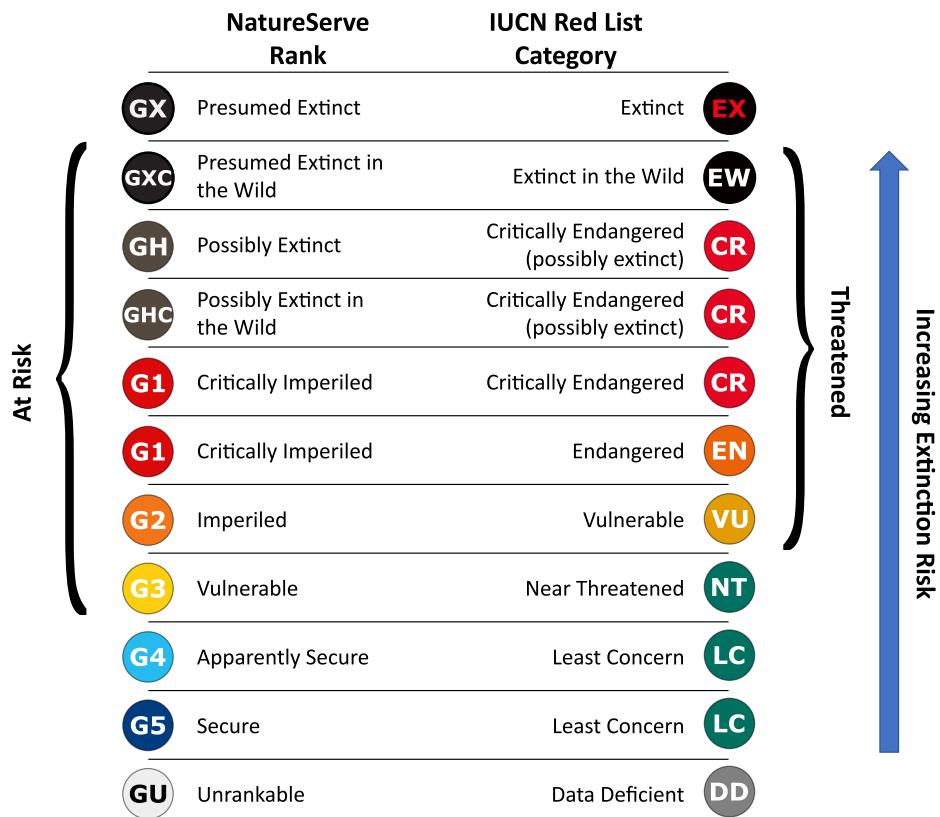 NatureServe
Rank
IUCN Red List
Category
GX Presumed Extinct Extinct EX
GXC Presumed Extinct in
the Wild
Extinct in the Wild EW
GH Possibly Extinct
Critically Endangered
(possibly extinct)
CR
GHC Possibly Extinct in
the Wild
Critically Endangered
(possibly extinct)
CR
G1 Critically Imperiled Critically Endangered CR
G1 Critically Imperiled Endangered EN
G2 Imperiled Vulnerable VU
G3 Vulnerable Near Threatened NT
G4 Apparently Secure Least Concern LC
G5 Secure Least Concern LC
GU Unrankable Data Deficient DD
At Risk
Threatened
Increasing Extinction Risk